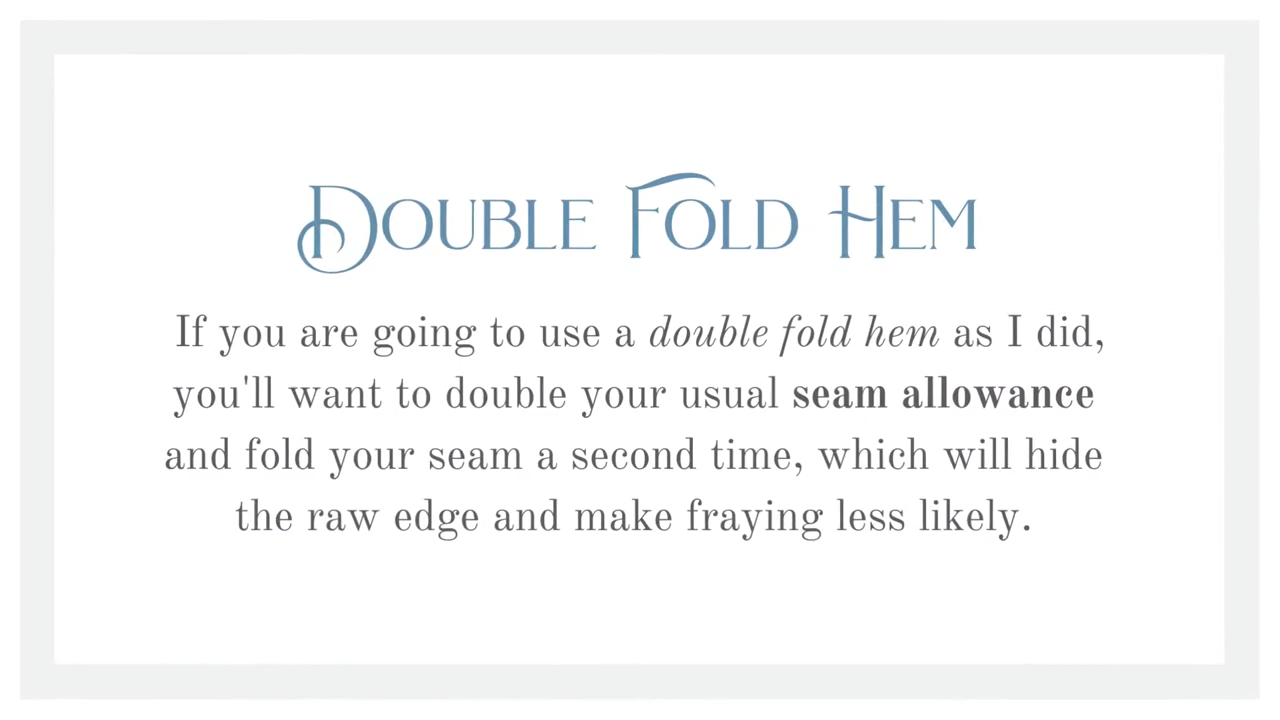 Double Fold Hem
If you are going to use a double fold hem as I did,
you'll want to double your usual seam allowance
and fold your seam a second time, which will hide
the raw edge and make fraying less likely.